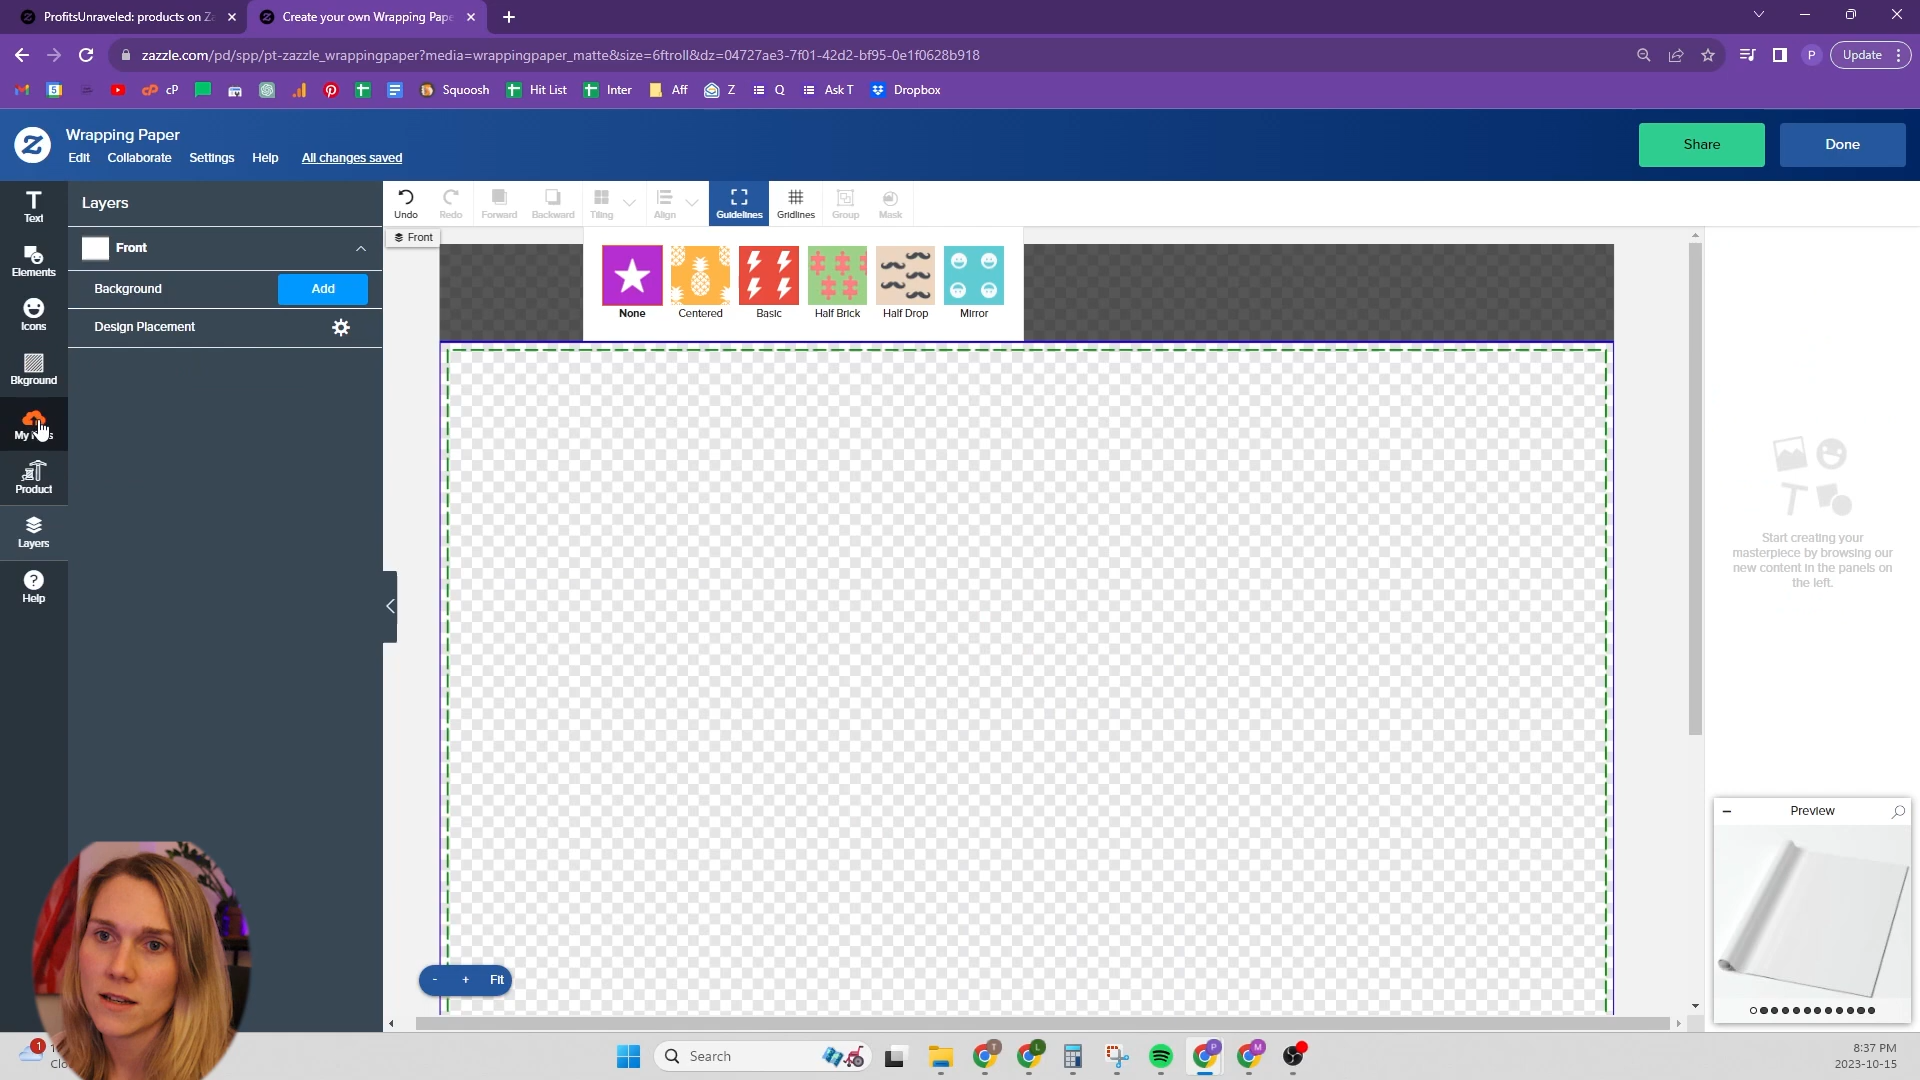 ProfitsUnraveled: products on Za
Create your own Wrapping Pape
zazzle.com/pd/spp/pt-zazzle_wrappingpaper?media=wrappingpaper_matte&size=6ftroll&dz=04727ae3-7f01-42d2-bf95-0e1f0628b918
P
Update
5
cP
Squoosh
Hit List
Inter
Aff
Z
Q
Ask T
Dropbox
Wrapping Paper
Edit
Collaborate
Settings
Help
All changes saved
Share
Done
Text
Elements
Icons
Bkground
My
Product
Layers
Help
Layers
Front
Background
Add
Design Placement
Undo
Redo
Forward
Backward
Tiling
Align
Guidelines
Gridlines
Group
Mask
Front
None
Centered
Basic
Half Brick
Half Drop
Mirror
Start creating your
masterpiece by browsing our
new content in the panels on
the left.
Preview
- + Fit
1
Search
T
L
P
M
8:37 PM
2023-10-15